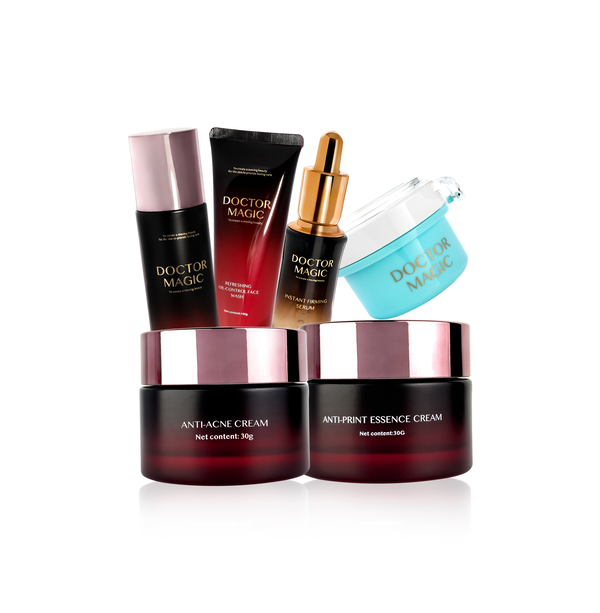 DOCTOR
MAGIC
DOCTOR
MAGIC
REFRESHING
OIL-CONTROL FACE
WASH
DOCTOR
MAGIC
INSTANT FIRMING
SERUM
DOCTOR
MAGIC
ANTI-ACNE CREAM
Net content: 30g
ANTI-PRINT ESSENCE CREAM
Net content:30G